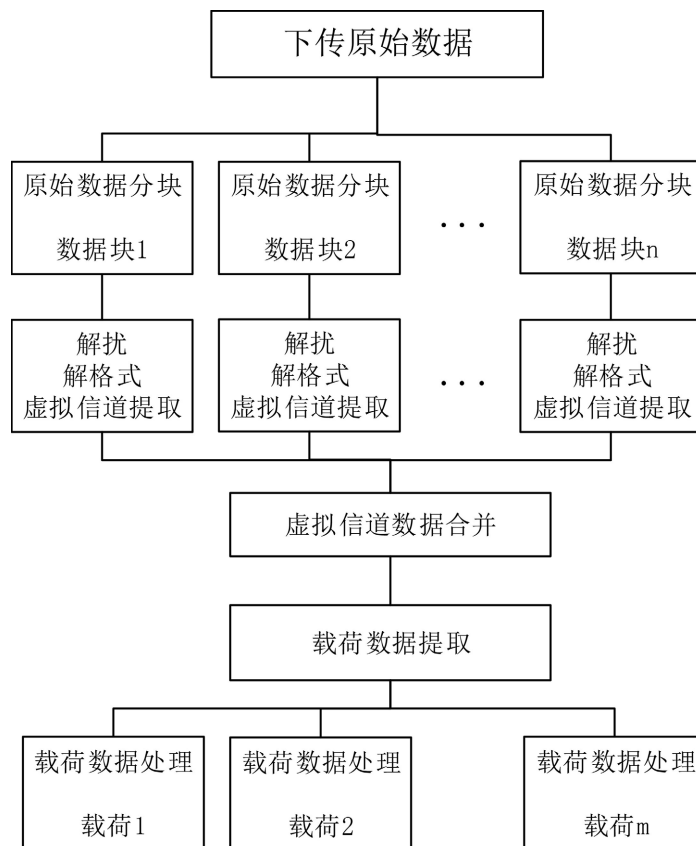 下传原始数据
原始数据分块
数据块1
原始数据分块
数据块2
...
原始数据分块
数据块n
解扰
解格式
虚拟信道提取
解扰
解格式
虚拟信道提取
...
解扰
解格式
虚拟信道提取
虚拟信道数据合并
载荷数据提取
载荷数据处理
载荷1
载荷数据处理
载荷2
载荷数据处理
载荷m